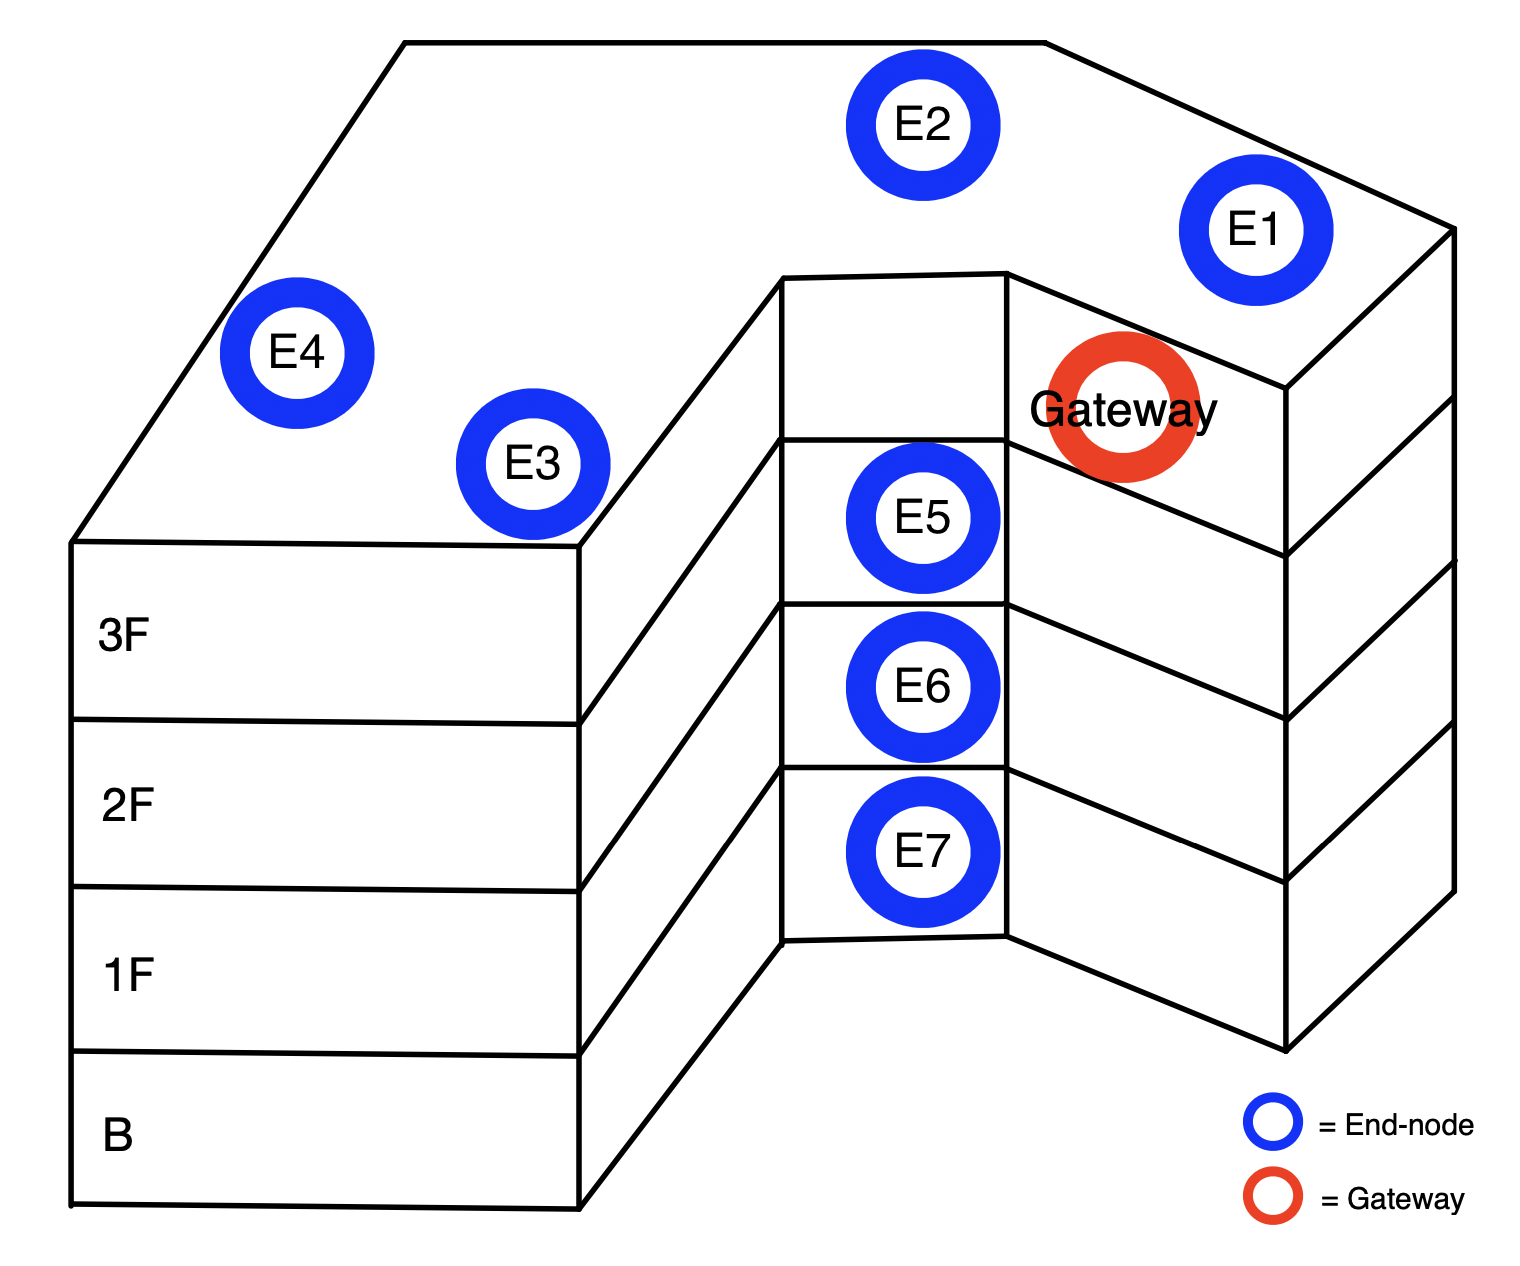 E2
E1
E4
Gateway
E3
E5
3F
E6
2F
E7
1F
B
= End-node
= Gateway